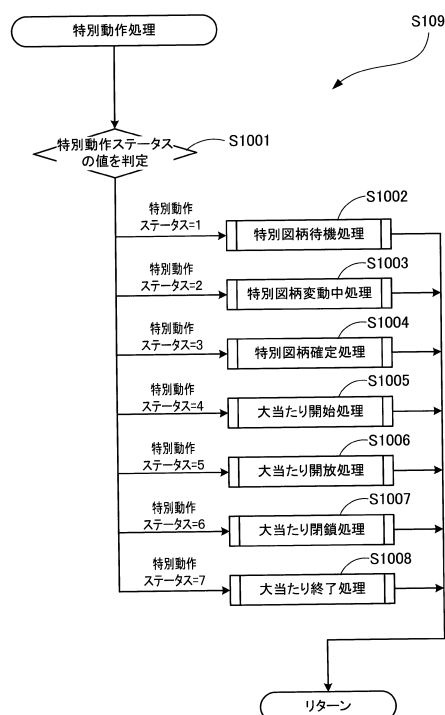 特別動作処理
S109
特別動作ステータス
の値を判定
S1001
特別動作
ステータス=1
特別図柄待機処理
S1002
特別動作
ステータス=2
特別図柄変動中処理
S1003
特別動作
ステータス=3
特別図柄確定処理
S1004
特別動作
ステータス=4
大当たり開始処理
S1005
特別動作
ステータス=5
大当たり開放処理
S1006
特別動作
ステータス=6
大当たり閉鎖処理
S1007
特別動作
ステータス=7
大当たり終了処理
S1008
リターン